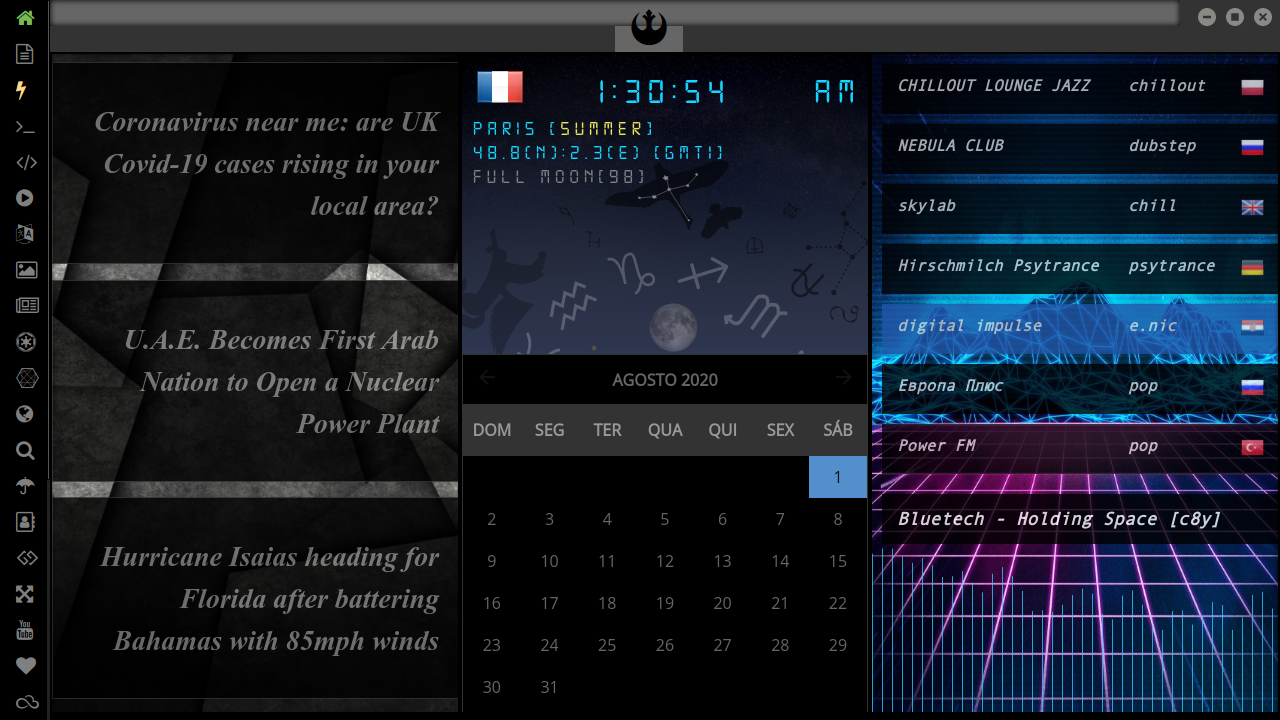 Coronavirus near me: are UK
Covid-19 cases rising in your
local area?
U.A.E. Becomes First Arab
Nation to Open a Nuclear
Power Plant
Hurricane Isaias heading for
Florida after battering
Bahamas with 85mph winds
1:30:54 AM
PARIS (SUMMER)
48.8(N):2.3(E) (GMT1)
FULL MOON(98)
AGOSTO 2020
DOM SEG TER QUA QUI SEX SÁB
1
2 3 4 5 6 7 8
9 10 11 12 13 14 15
16 17 18 19 20 21 22
23 24 25 26 27 28 29
30 31
CHILLOUT LOUNGE JAZZ chillout
NEBULA CLUB dubstep
skylab chill
Hirschmilch Psytrance psytrance
digital impulse e.nic
Европа Плюс pop
Power FM pop
Bluetech - Holding Space [c8y]
You
Tube